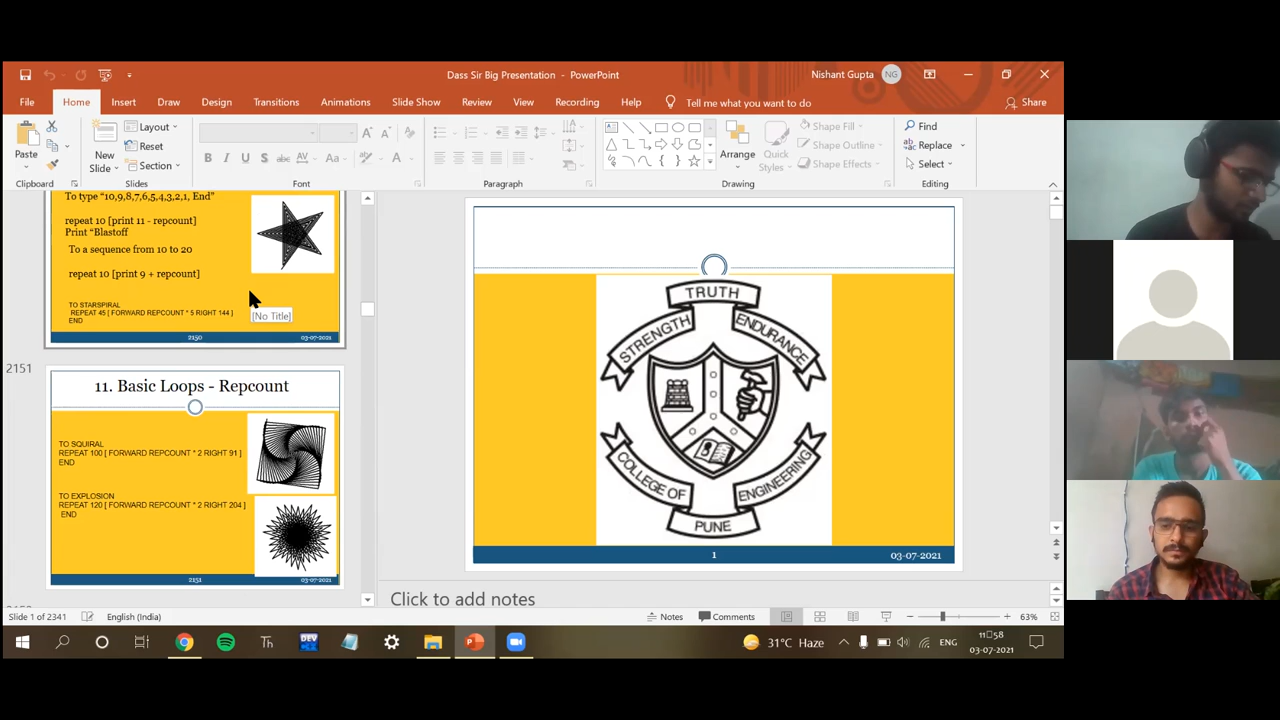 Dass Sir Big Presentation - PowerPoint
Nishant Gupta NG
File Home Insert Draw Design Transitions Animations Slide Show Review View Recording Help Tell me what you want to do Share
Paste
Clipboard
New
Slide
Layout
Reset
Section
Slides
B I U S abc AV Aa A
Font
Paragraph
Arrange
Quick
Styles
Shape Fill
Shape Outline
Shape Effects
Drawing
Find
Replace
Select
Editing
To type “10,9,8,7,6,5,4,3,2,1, End”
repeat 10 [print 11 - repcount]
Print “Blastoff
To a sequence from 10 to 20
repeat 10 [print 9 + repcount]
TO STARSPIRAL
REPEAT 45 [ FORWARD REPCOUNT * 5 RIGHT 144 ]
END
[No Title]
2150 03-07-2021
2151
11. Basic Loops - Repcount
TO SQUIRAL
REPEAT 100 [ FORWARD REPCOUNT * 2 RIGHT 91 ]
END
TO EXPLOSION
REPEAT 120 [ FORWARD REPCOUNT * 2 RIGHT 204 ]
END
2151 03-07-2021
TRUTH
STRENGTH
ENDURANCE
COLLEGE OF
ENGINEERING
PUNE
1 03-07-2021
Click to add notes
Slide 1 of 2341 English (India) Notes Comments 63%
Th DEV 31°C Haze ENG
11:58
03-07-2021